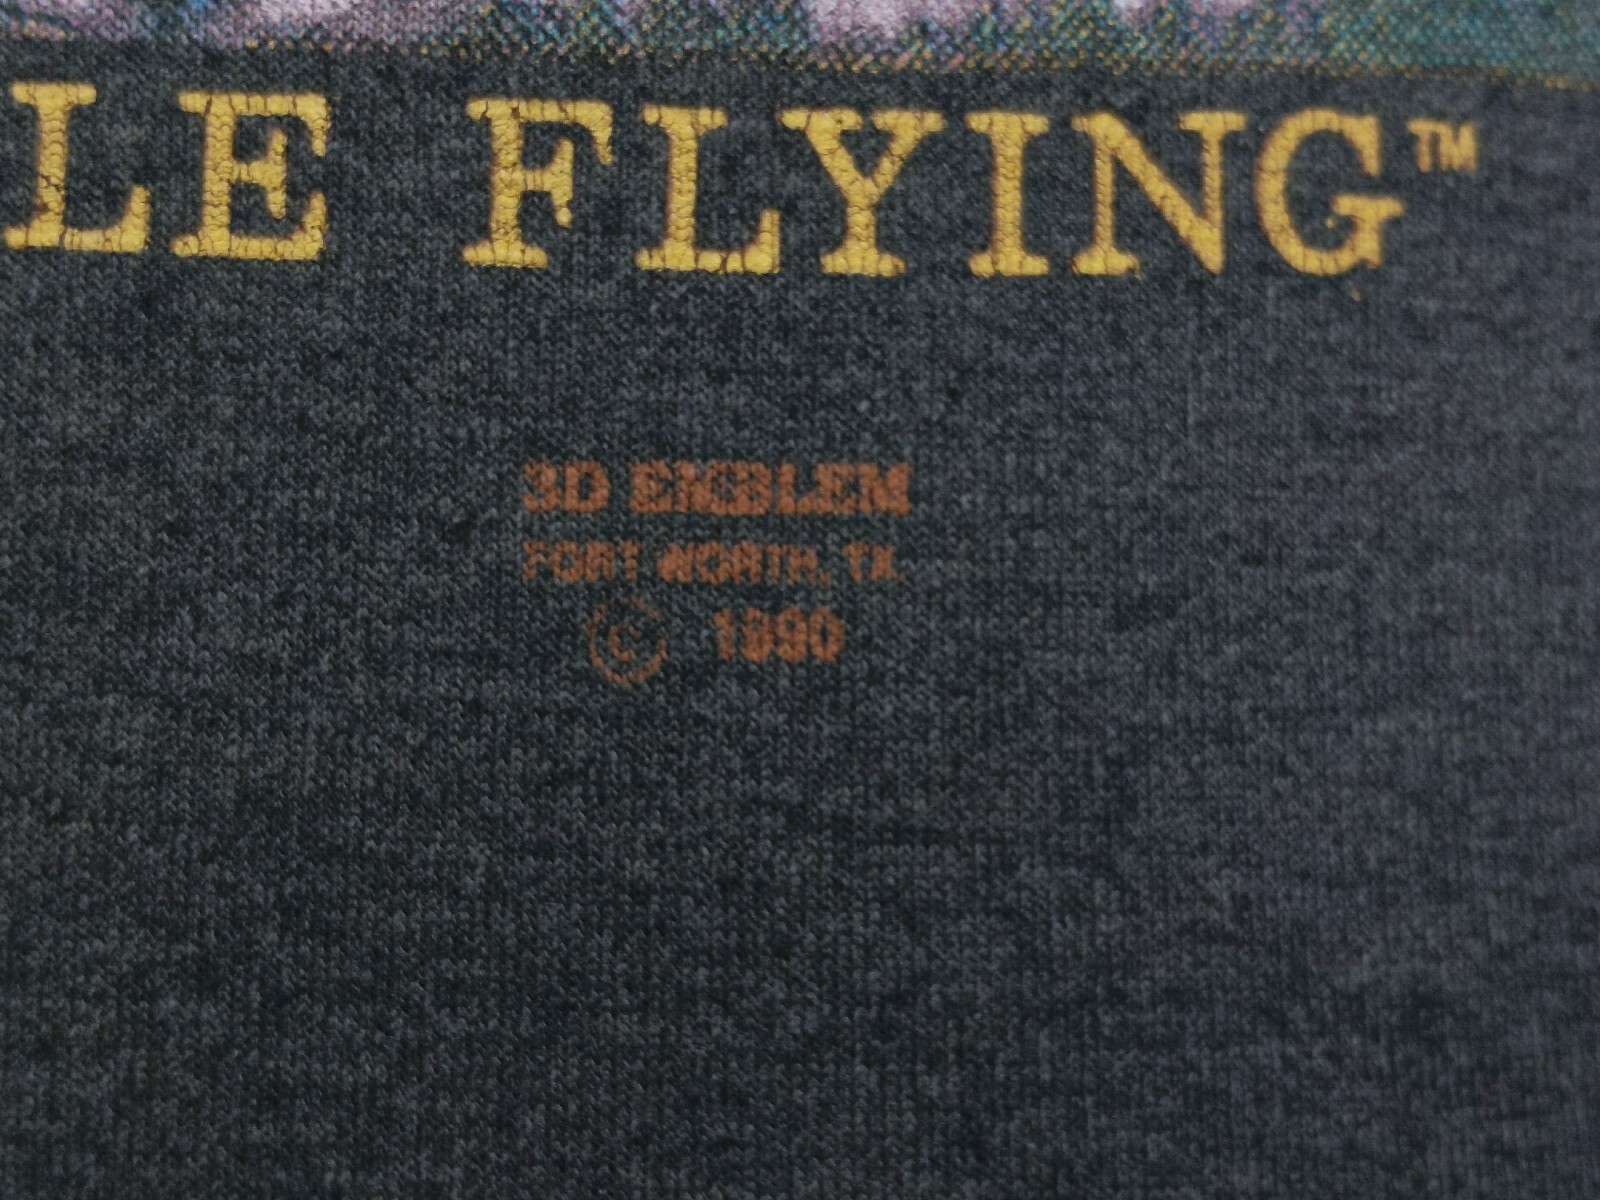 LE FLYING™
3D EMBLEM
FORT WORTH, TX.
© 1990